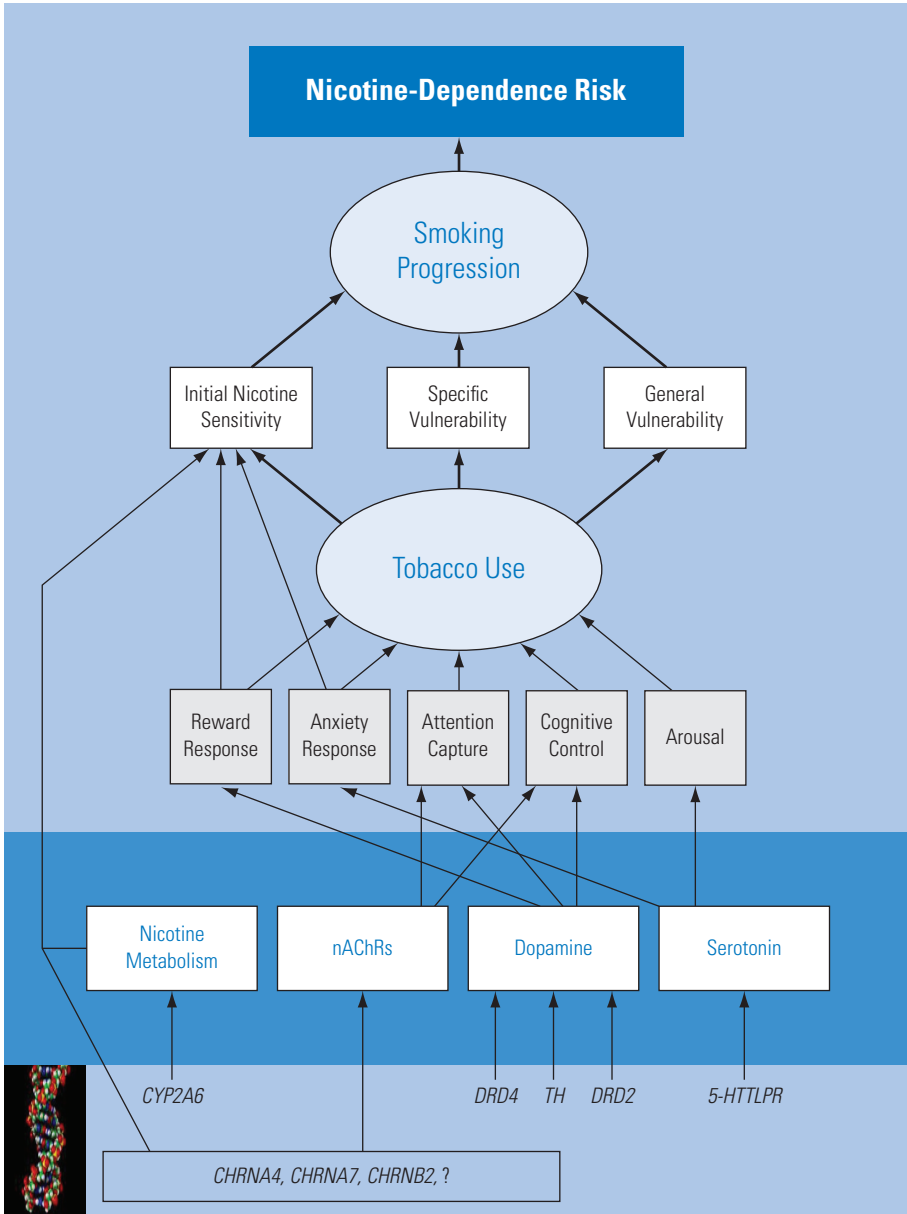 Nicotine-Dependence Risk
Smoking
Progression
Initial Nicotine
Sensitivity
Specific
Vulnerability
General
Vulnerability
Tobacco Use
Reward
Response
Anxiety
Response
Attention
Capture
Cognitive
Control
Arousal
Nicotine
Metabolism
nAChRs
Dopamine
Serotonin
CYP2A6
DRD4
TH
DRD2
5-HTTLPR
CHRNA4, CHRNA7, CHRNB2, ?